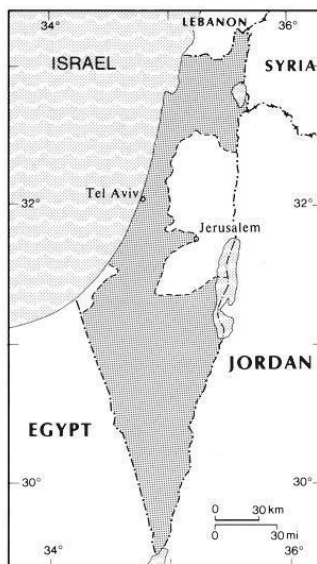 34° 36°
LEBANON
ISRAEL
SYRIA
32° Tel Aviv 32°
Jerusalem
JORDAN
EGYPT
30° 30°
0 30 km
0 30 mi
34° 36°